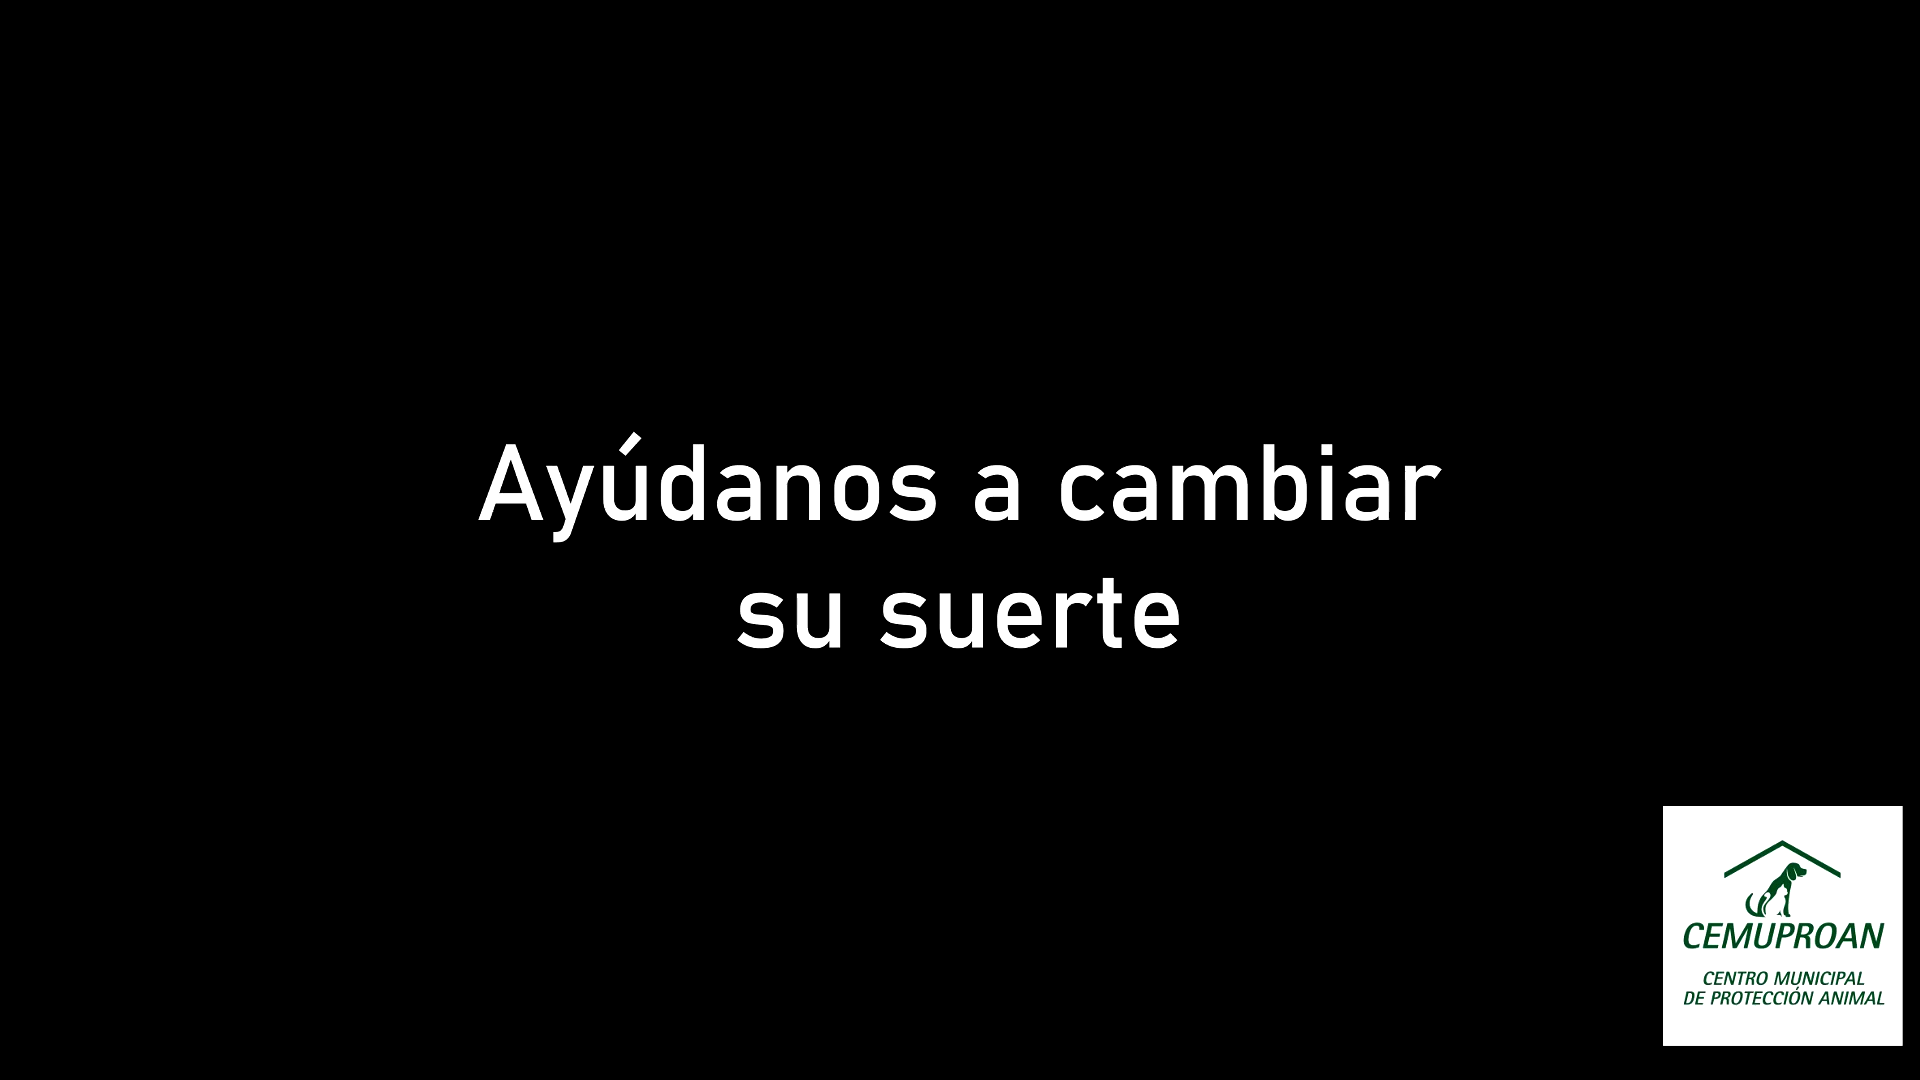 Ayúdanos a cambiar
su suerte
CEMUPROAN
CENTRO MUNICIPAL
DE PROTECCIÓN ANIMAL